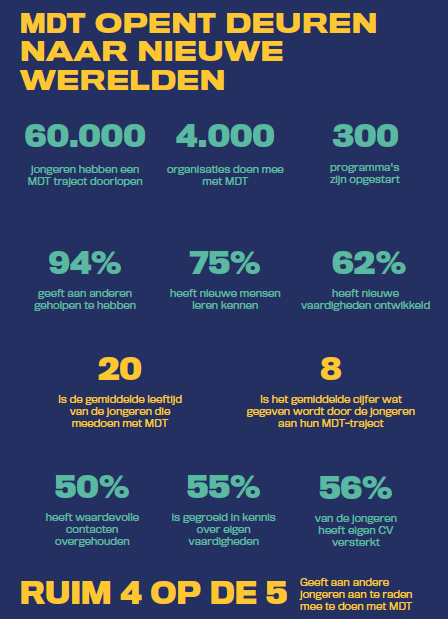 MDT OPENT DEUREN
NAAR NIEUWE
WERELDEN
60.000
jongeren hebben een
MDT traject doorlopen
4.000
organisaties doen mee
met MDT
300
programma's
zijn opgestart
94%
geeft aan anderen
geholpen te hebben
75%
heeft nieuwe mensen
leren kennen
62%
heeft nieuwe
vaardigheden ontwikkeld
20
is de gemiddelde leeftijd
van de jongeren die
meedoen met MDT
8
is het gemiddelde cijfer wat
gegeven wordt door de jongeren
aan hun MDT-traject
50%
heeft waardevolle
contacten
overgehouden
55%
is gegroeid in kennis
over eigen
vaardigheden
56%
van de jongeren
heeft eigen CV
versterkt
RUIM 4 OP DE 5
Geeft aan andere
jongeren aan te raden
mee te doen met MDT